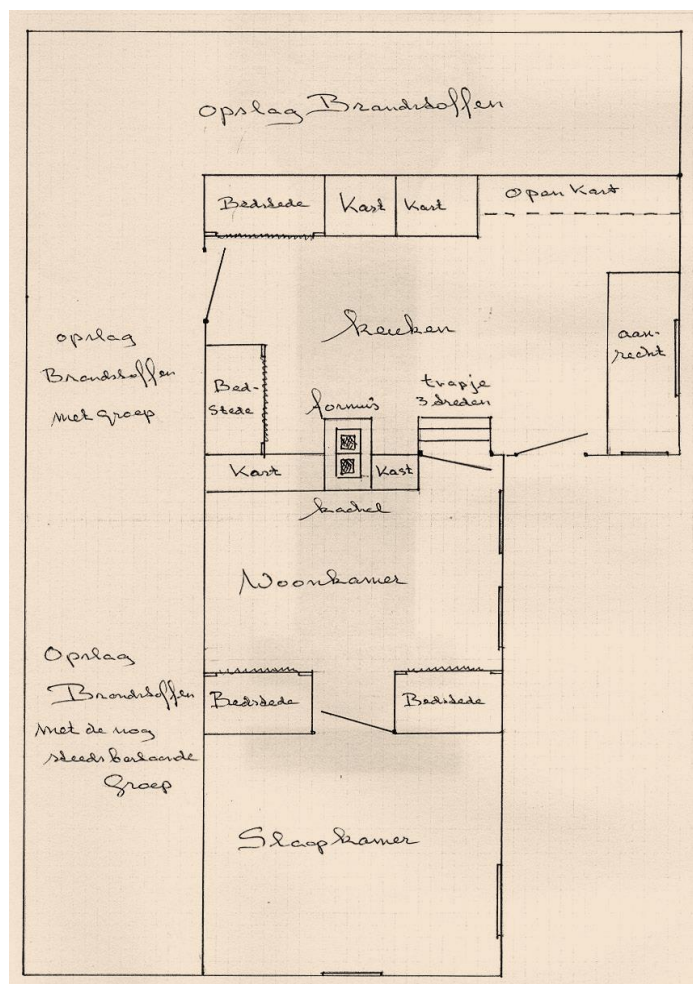 Opslag Brandstoffen
Bedstede
Kast
Kast
Open Kast
keuken
aan-
recht
opslag
Brandstoffen
met groep
Bed-
stede
fornuis
trapje
3 treden
Kast
Kast
kachel
Woonkamer
Opslag
Brandstoffen
met de nog
steeds bestaande
Groep
Bedstede
Bedstede
Slaapkamer